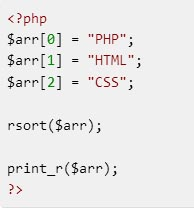 <?php
$arr[0] = "PHP";
$arr[1] = "HTML";
$arr[2] = "CSS";
rsort($arr);
print_r($arr);
?>